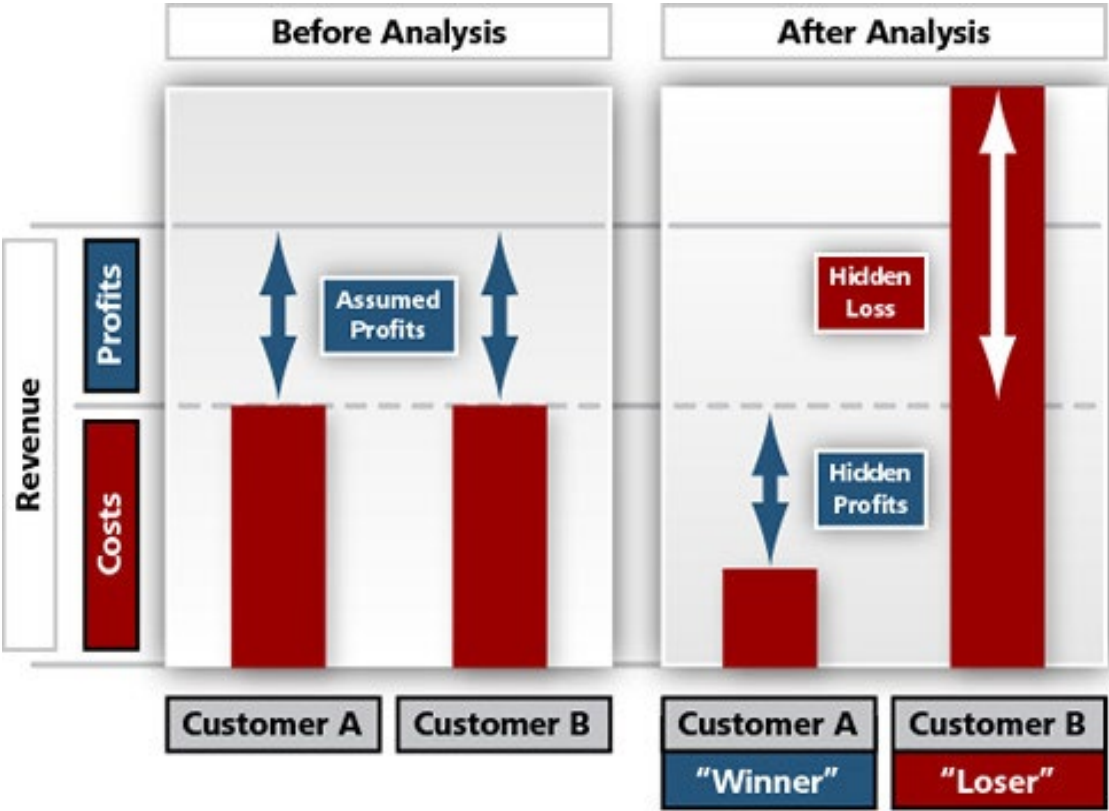 Before Analysis
After Analysis
Revenue
Profits
Costs
Assumed
Profits
Hidden
Loss
Hidden
Profits
Customer A
Customer B
Customer A
Customer B
“Winner”
“Loser”